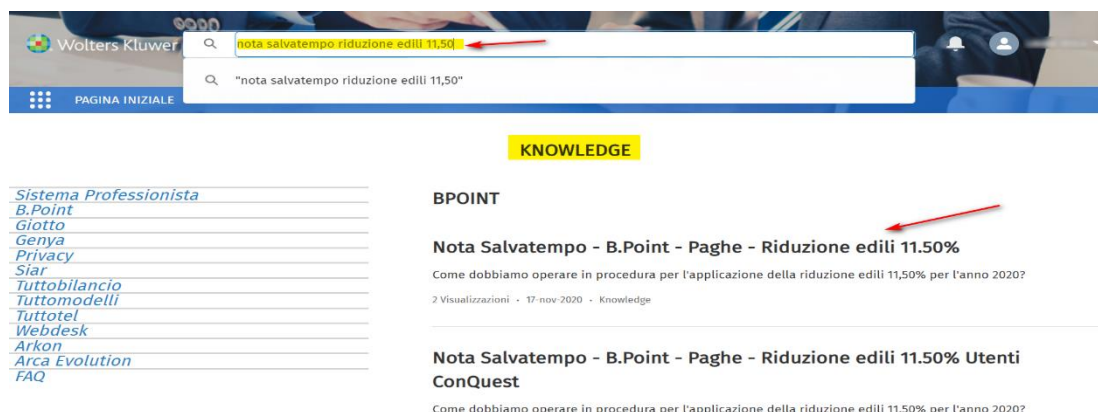 Wolters Kluwer
nota salvatempo riduzione edili 11,50
"nota salvatempo riduzione edili 11,50"
PAGINA INIZIALE
KNOWLEDGE
Sistema Professionista
B.Point
Giotto
Genya
Privacy
Siar
Tuttobilancio
Tuttomodelli
Tuttotel
Webdesk
Arkon
Arca Evolution
FAQ
BPOINT
Nota Salvatempo - B.Point - Paghe - Riduzione edili 11.50%
Come dobbiamo operare in procedura per l'applicazione della riduzione edili 11,50% per l'anno 2020?
2 Visualizzazioni • 17-nov-2020 • Knowledge
Nota Salvatempo - B.Point - Paghe - Riduzione edili 11.50% Utenti
ConQuest
Come dobbiamo operare in procedura per l'applicazione della riduzione edili 11,50% per l'anno 2020?